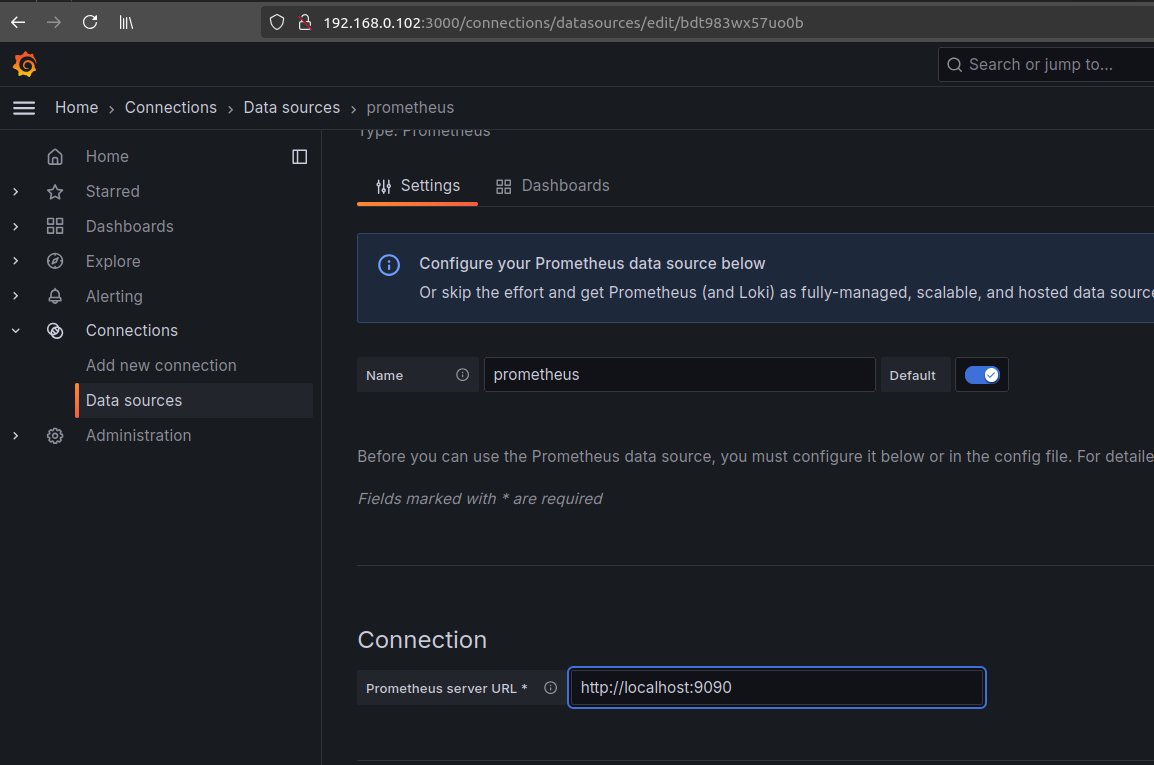 192.168.0.102:3000/connections/datasources/edit/bdt983wx57uo0b
Search or jump to...
Home › Connections › Data sources › prometheus
Type: Prometheus
Home
Starred
Dashboards
Explore
Alerting
Connections
Add new connection
Data sources
Administration
Settings
Dashboards
Configure your Prometheus data source below
Or skip the effort and get Prometheus (and Loki) as fully-managed, scalable, and hosted data source
Name
prometheus
Default
Before you can use the Prometheus data source, you must configure it below or in the config file. For detaile
Fields marked with * are required
Connection
Prometheus server URL *
http://localhost:9090